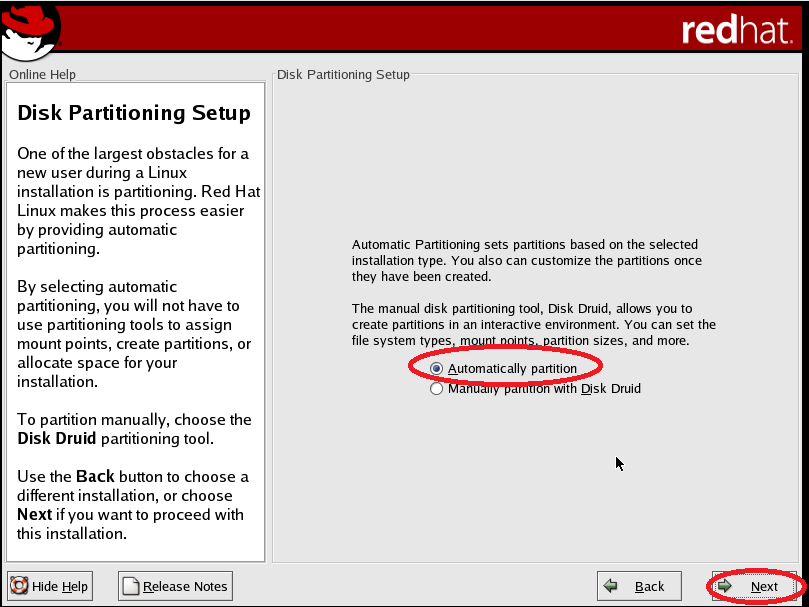 redhat.
Online Help
Disk Partitioning Setup
One of the largest obstacles for a
new user during a Linux
installation is partitioning. Red Hat
Linux makes this process easier
by providing automatic
partitioning.
By selecting automatic
partitioning, you will not have to
use partitioning tools to assign
mount points, create partitions, or
allocate space for your
installation.
To partition manually, choose the
Disk Druid partitioning tool.
Use the Back button to choose a
different installation, or choose
Next if you want to proceed with
this installation.
Disk Partitioning Setup
Automatic Partitioning sets partitions based on the selected
installation type. You also can customize the partitions once
they have been created.
The manual disk partitioning tool, Disk Druid, allows you to
create partitions in an interactive environment. You can set the
file system types, mount points, partition sizes, and more.
Automatically partition
Manually partition with Disk Druid
Hide Help
Release Notes
Back
Next